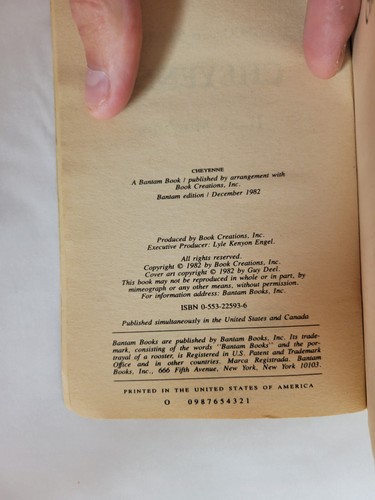 CHEYENNE
A Bantam Book / published by arrangement with
Book Creations, Inc.
Bantam edition / December 1982
Produced by Book Creations, Inc.
Executive Producer: Lyle Kenyon Engel.
All rights reserved.
Copyright © 1982 by Book Creations, Inc.
Cover art copyright © 1982 by Guy Deel.
This book may not be reproduced in whole or in part, by
mimeograph or any other means, without permission.
For information address: Bantam Books, Inc.
ISBN 0-553-22593-6
Published simultaneously in the United States and Canada
Bantam Books are published by Bantam Books, Inc. Its trade-
mark, consisting of the words "Bantam Books" and the por-
trayal of a rooster, is Registered in U.S. Patent and Trademark
Office and in other countries. Marca Registrada. Bantam
Books, Inc., 666 Fifth Avenue, New York, New York 10103.
PRINTED IN THE UNITED STATES OF AMERICA
O 0987654321